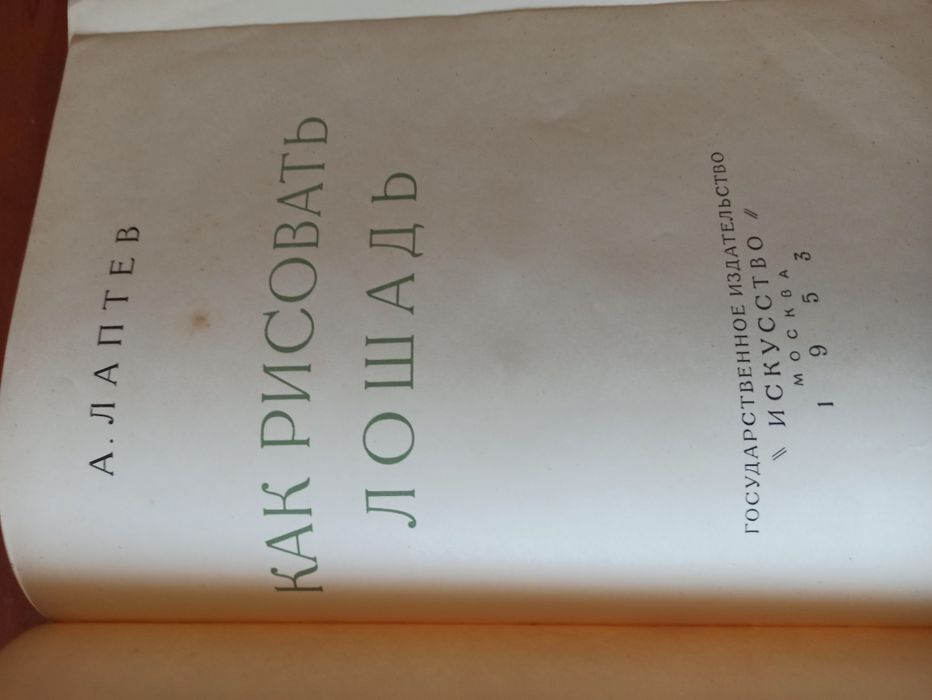 А. ЛАПТЕВ
КАК РИСОВАТЬ
ЛОШАДЬ
ГОСУДАРСТВЕННОЕ ИЗДАТЕЛЬСТВО
« ИСКУССТВО »
МОСКВА
1953